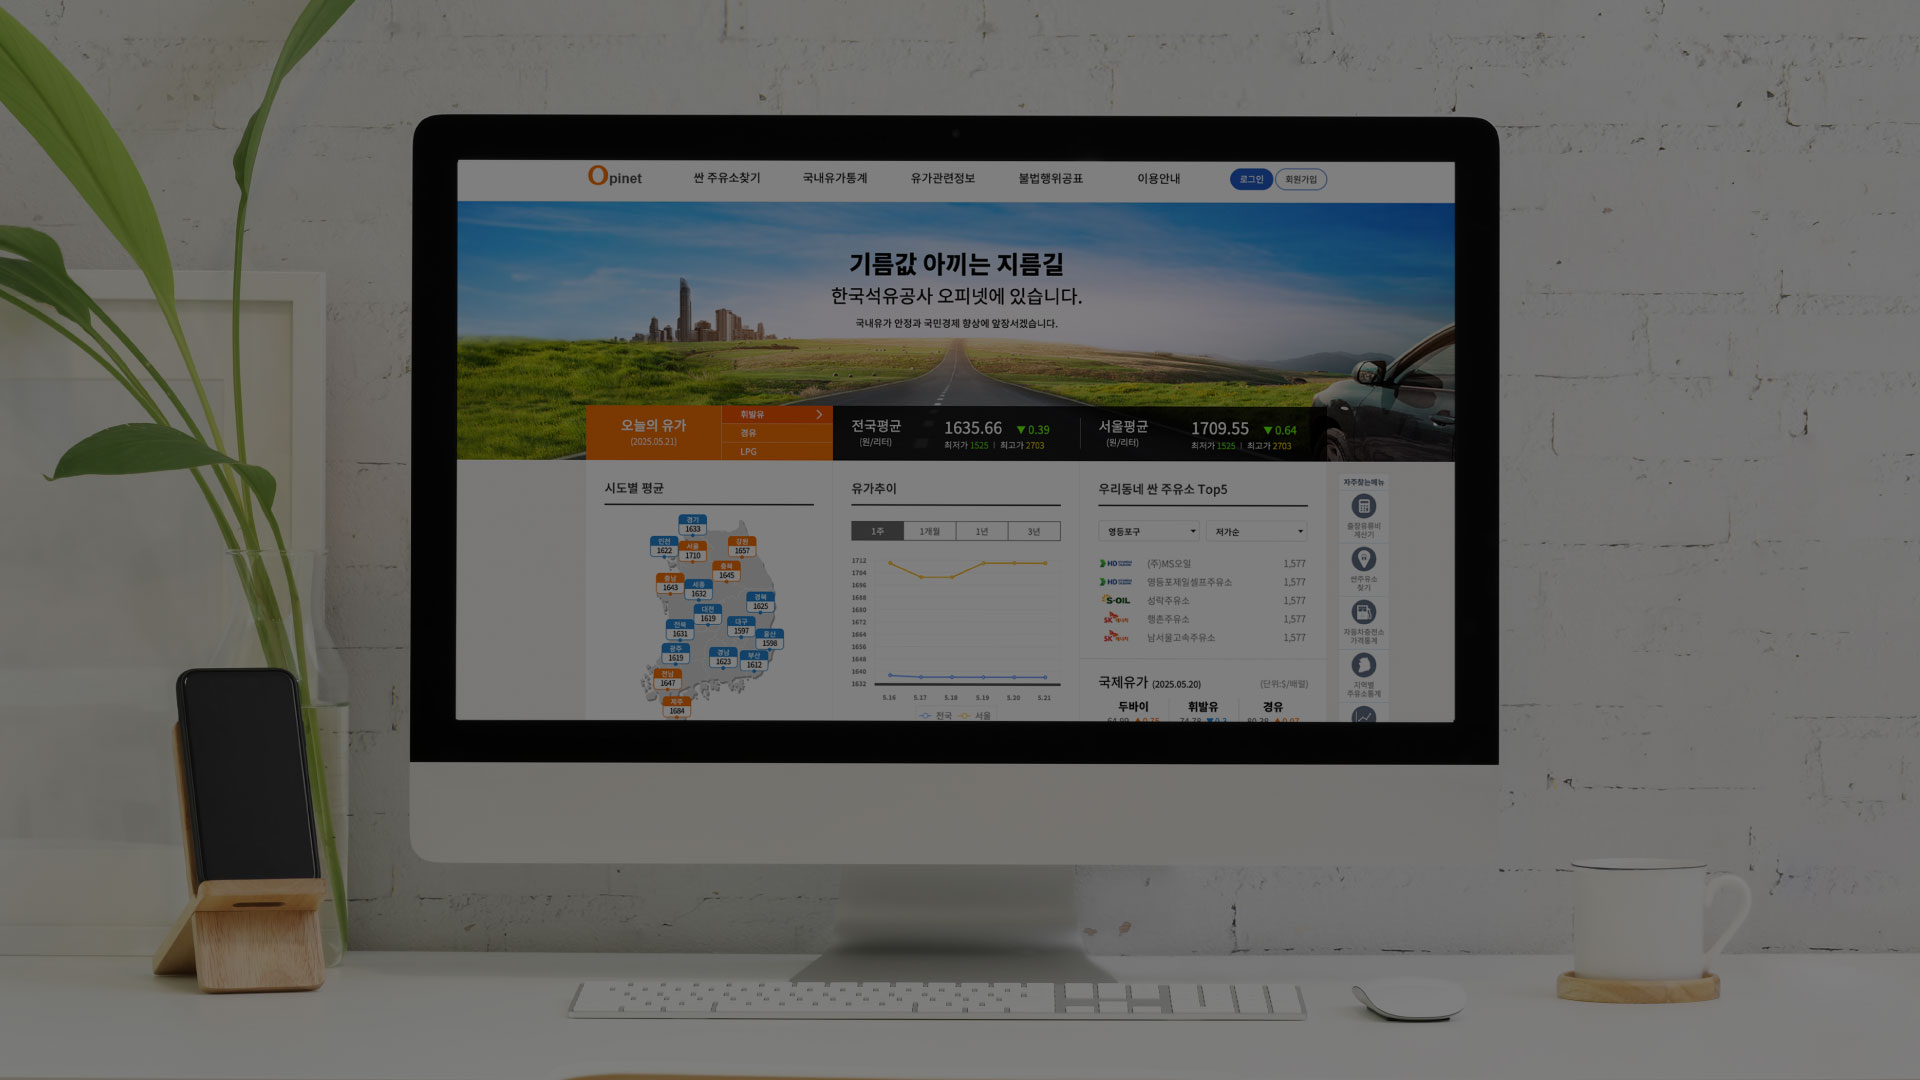 Opinet
싼 주유소찾기
국내유가통계
유가관련정보
불법행위공표
이용안내
로그인
회원가입
기름값 아끼는 지름길
한국석유공사 오피넷에 있습니다.
국내유가 안정과 국민경제 향상에 앞장서겠습니다.
오늘의 유가
(2025.05.21)
휘발유
경유
LPG
전국평균
(원/리터)
1635.66 ▼0.39
최저가 1525 | 최고가 2703
서울평균
(원/리터)
1709.55 ▼0.64
최저가 1525 | 최고가 2703
시도별 평균
경기
1633
인천
1622
서울
1710
강원
1657
충북
1645
충남
1643
세종
1632
경북
1625
대전
1619
대구
1597
전북
1631
울산
1598
광주
1619
경남
1623
부산
1612
전남
1647
제주
1684
유가추이
1주
1개월
1년
3년
1712
1704
1696
1688
1680
1672
1664
1656
1648
1640
1632
5.16
5.17
5.18
5.19
5.20
5.21
전국
서울
우리동네 싼 주유소 Top5
영등포구
저가순
HD
(주)MS오일
1,577
HD
영등포제일셀프주유소
1,577
S-OIL
성락주유소
1,577
SK
행촌주유소
1,577
SK
남서울고속주유소
1,577
국제유가 (2025.05.20)
(단위:$/배럴)
두바이
휘발유
경유
자주찾는메뉴
출장유류비
계산기
싼주유소
찾기
자동차충전소
가격통계
지역별
주유소통계